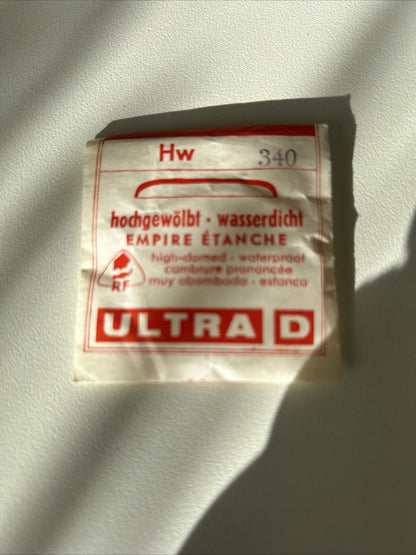 Hw 340
hochgewölbt · wasserdicht
EMPIRE ÉTANCHE
high-domed · waterproof
cambrure prononcée
muy abombado · estanco
RF
ULTRA D